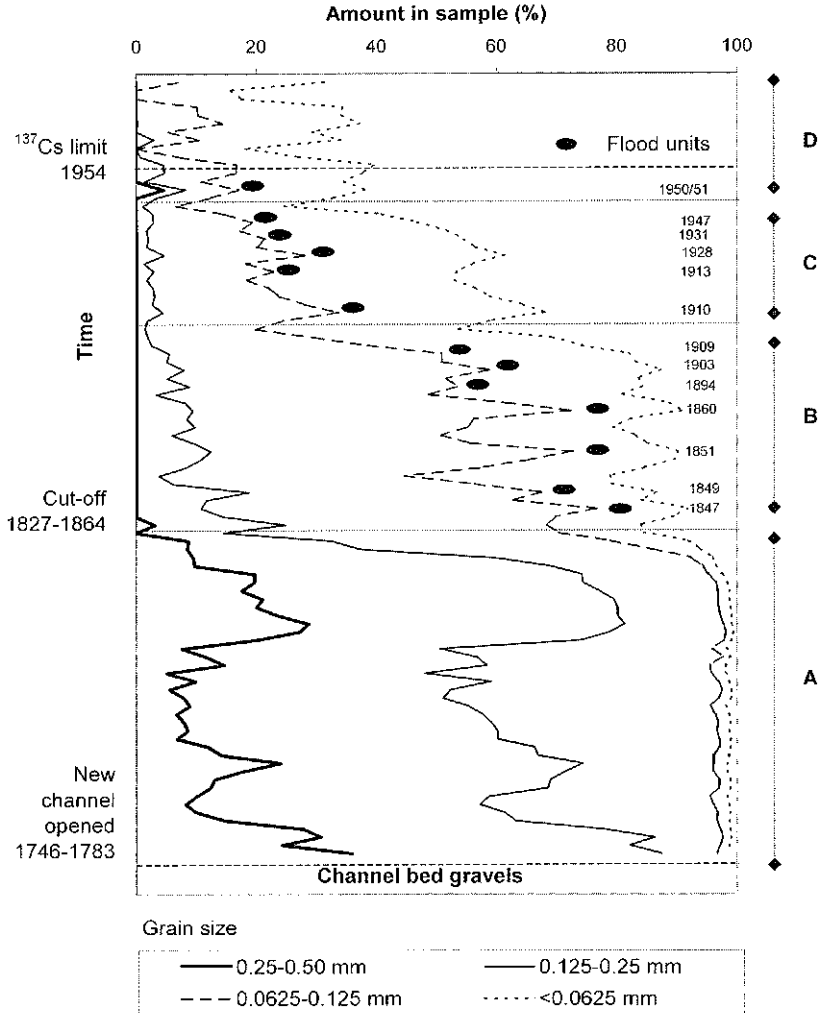 Amount in sample (%)
0 20 40 60 80 100
137Cs limit
1954
Flood units
D
1950/51
1947
1931
1928
C
1913
1910
Time
1909
1903
1894
1860
B
1851
Cut-off
1827-1864
1849
1847
A
New
channel
opened
1746-1783
Channel bed gravels
Grain size
0.25-0.50 mm 0.125-0.25 mm
0.0625-0.125 mm <0.0625 mm